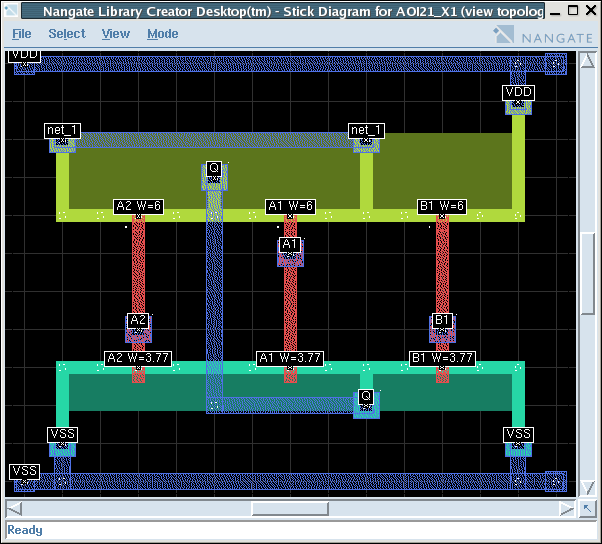 Nangate Library Creator Desktop(tm) - Stick Diagram for AOI21_X1 (view topolog
File Select View Mode
NANGATE
VDD
VDD
net_1 net_1
Q
A2 W=6 A1 W=6 B1 W=6
A1
A2 B1
A2 W=3.77 A1 W=3.77 B1 W=3.77
Q
VSS VSS
VSS
Ready